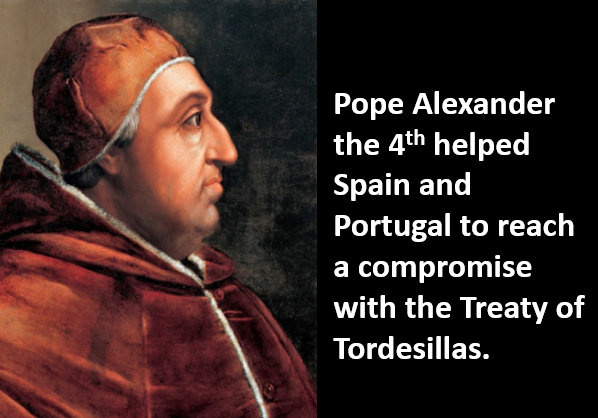 Pope Alexander
the 4th helped
Spain and
Portugal to reach
a compromise
with the Treaty of
Tordesillas.